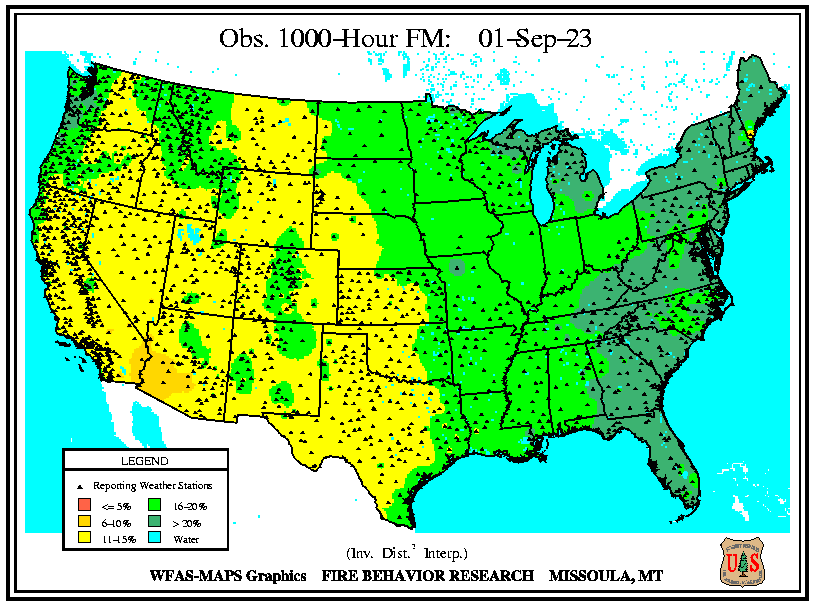 Obs. 1000-Hour FM:   01-Sep-23
LEGEND
Reporting Weather Stations
<= 5%   16-20%
6-10%   > 20%
11-15%   Water
(Inv. Dist.² Interp.)
WFAS-MAPS Graphics   FIRE BEHAVIOR RESEARCH   MISSOULA, MT
U S